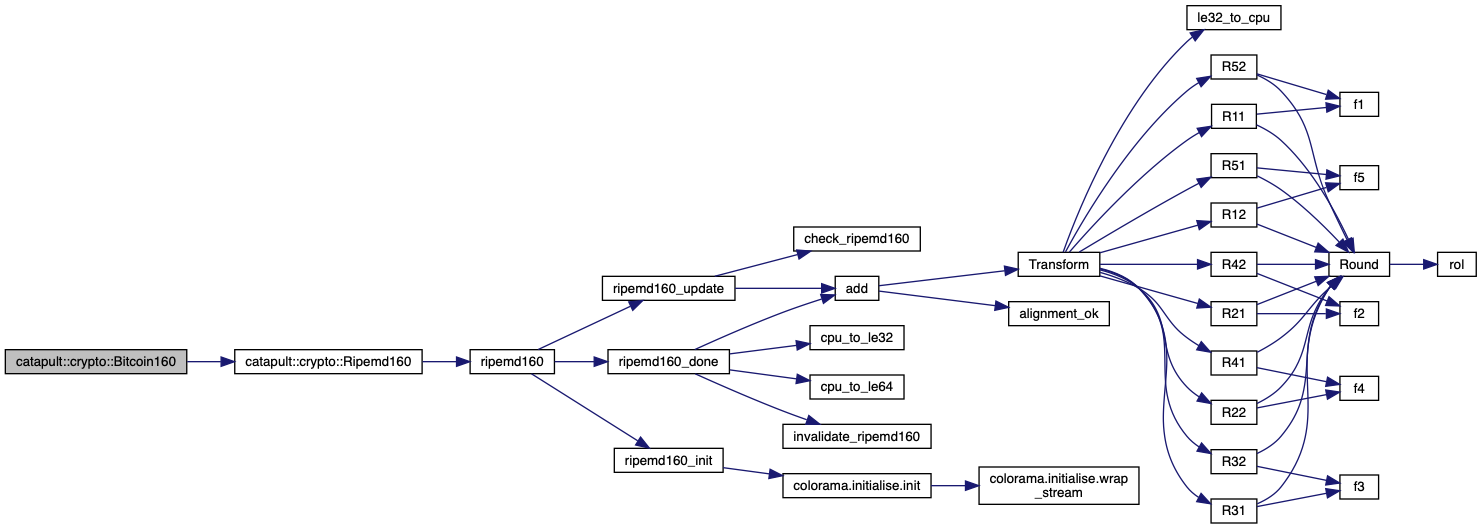 catapult::crypto::Bitcoin160
catapult::crypto::Ripemd160
ripemd160
ripemd160_update
ripemd160_done
ripemd160_init
check_ripemd160
add
cpu_to_le32
cpu_to_le64
invalidate_ripemd160
colorama.initialise.init
colorama.initialise.wrap
_stream
Transform
alignment_ok
le32_to_cpu
R52
R11
R51
R12
R42
R21
R41
R22
R32
R31
f1
f5
Round
f2
f4
f3
rol